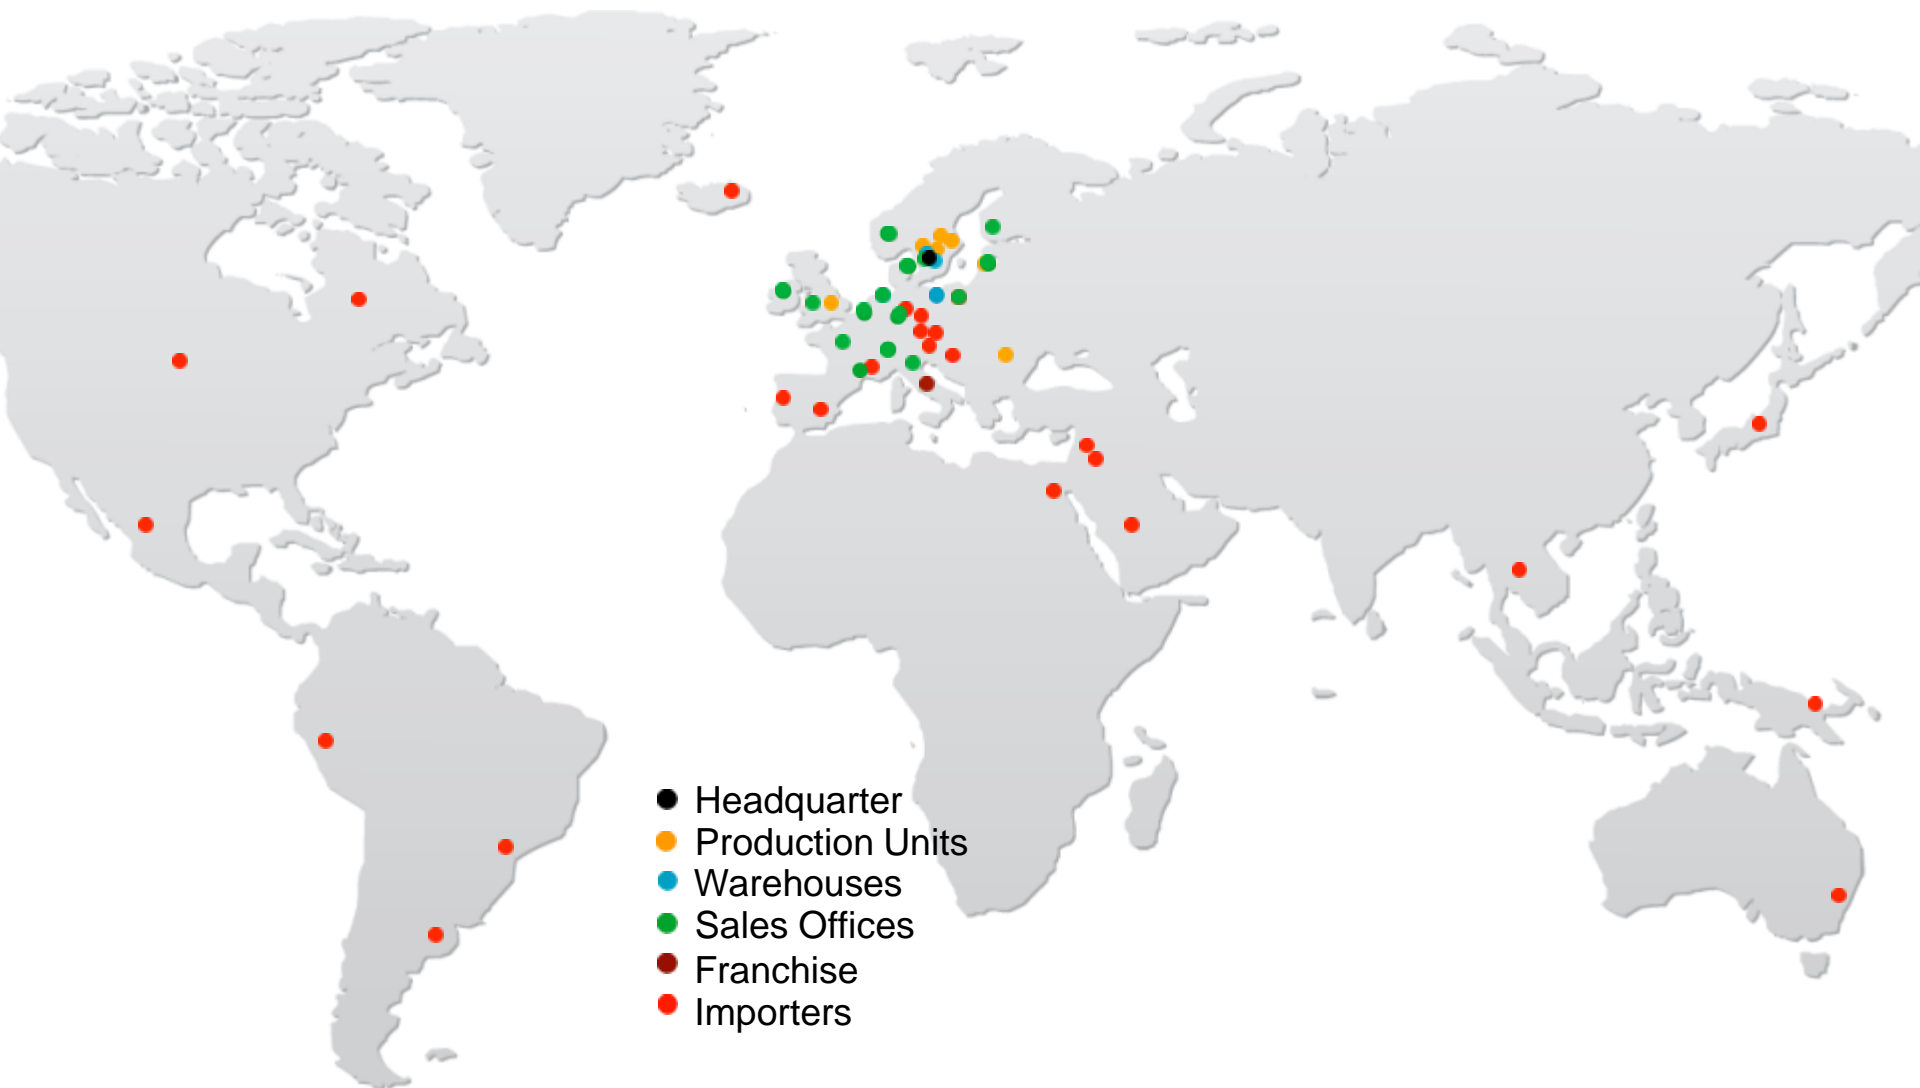 Headquarter
Production Units
Warehouses
Sales Offices
Franchise
Importers